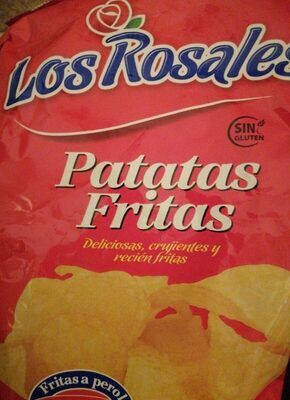 Los Rosales
SIN
GLUTEN
Patatas
Fritas
Deliciosas, crujientes y
recién fritas
Fritas a perol